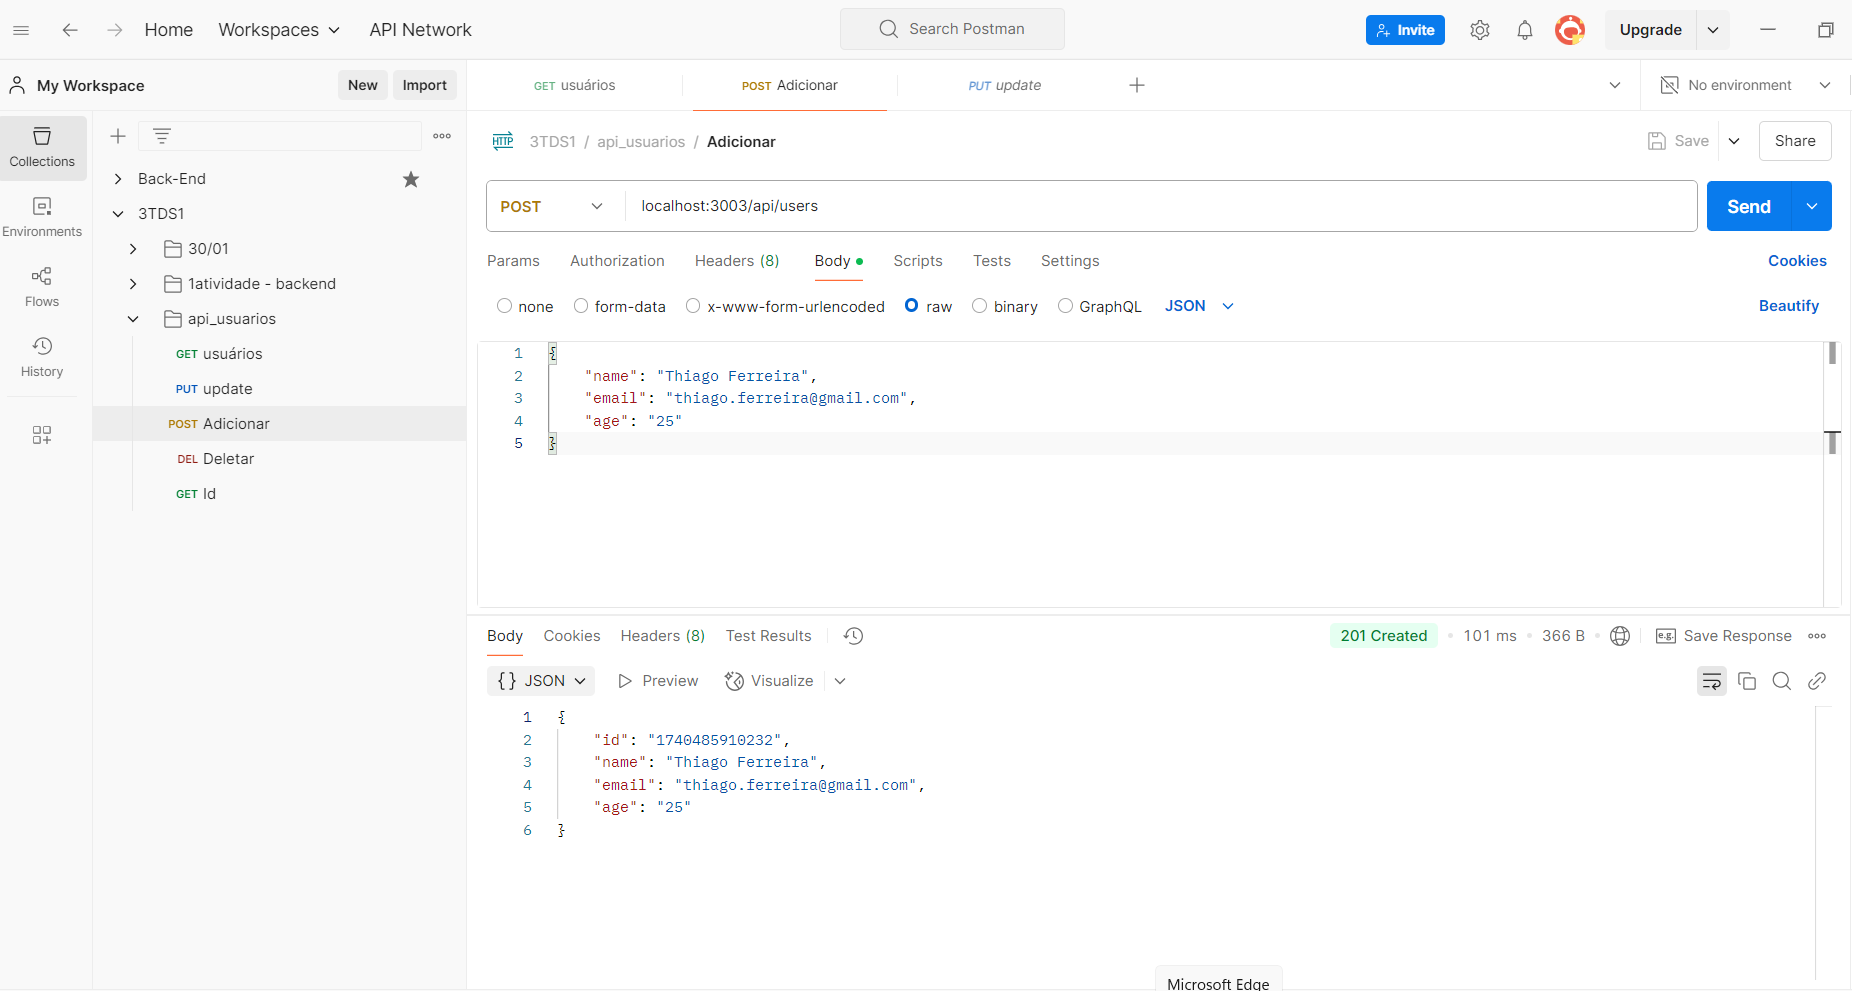 Home Workspaces API Network Search Postman Invite Upgrade
My Workspace New Import GET usuários POST Adicionar PUT update No environment
Collections
Environments
Flows
History
Back-End
3TDS1
30/01
1atividade - backend
api_usuarios
GET usuários
PUT update
POST Adicionar
DEL Deletar
GET Id
HTTP 3TDS1 / api_usuarios / Adicionar Save Share
POST localhost:3003/api/users Send
Params Authorization Headers (8) Body Scripts Tests Settings Cookies
none form-data x-www-form-urlencoded raw binary GraphQL JSON Beautify
1 {
2 "name": "Thiago Ferreira",
3 "email": "thiago.ferreira@gmail.com",
4 "age": "25"
5 }
Body Cookies Headers (8) Test Results 201 Created 101 ms 366 B e.g. Save Response
{} JSON Preview Visualize
1 {
2 "id": "1740485910232",
3 "name": "Thiago Ferreira",
4 "email": "thiago.ferreira@gmail.com",
5 "age": "25"
6 }
Microsoft Edge